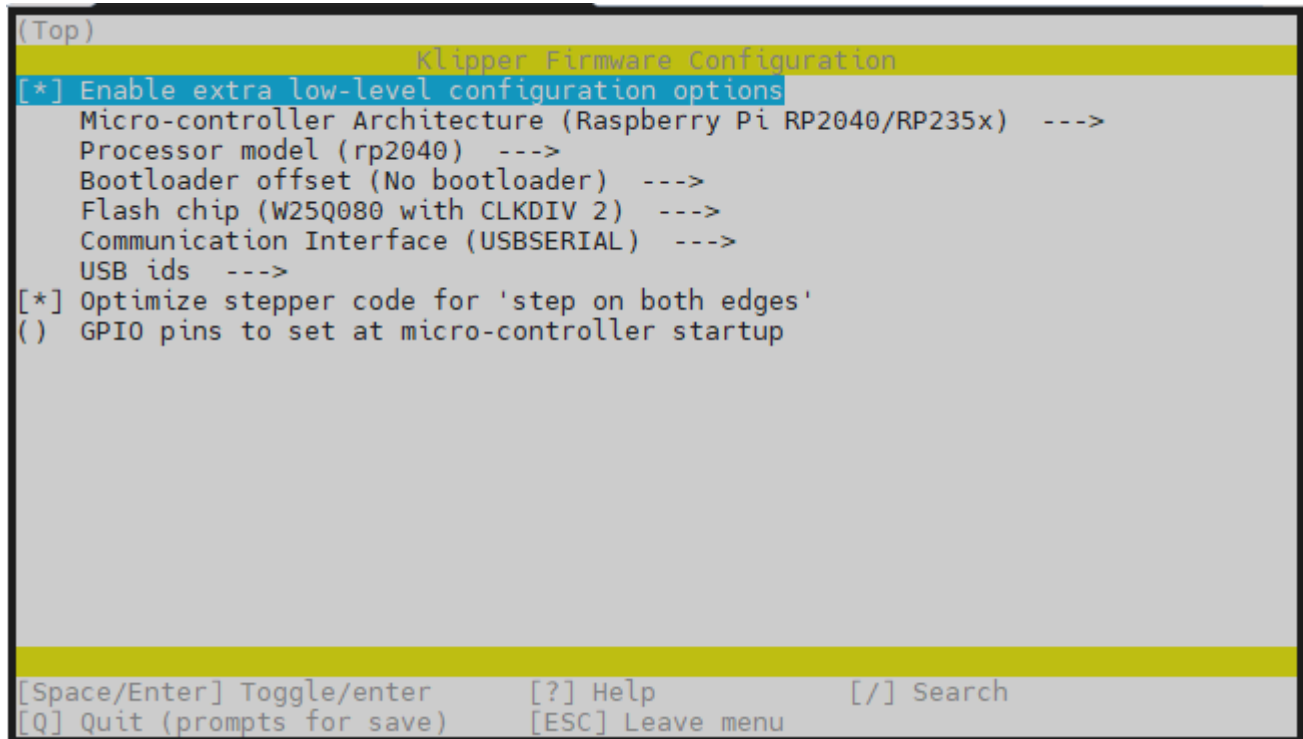 (Top)
Klipper Firmware Configuration
[*] Enable extra low-level configuration options
Micro-controller Architecture (Raspberry Pi RP2040/RP235x)  --->
Processor model (rp2040)  --->
Bootloader offset (No bootloader)  --->
Flash chip (W25Q080 with CLKDIV 2)  --->
Communication Interface (USBSERIAL)  --->
USB ids  --->
[*] Optimize stepper code for 'step on both edges'
()  GPIO pins to set at micro-controller startup
[Space/Enter] Toggle/enter      [?] Help            [/] Search
[Q] Quit (prompts for save)     [ESC] Leave menu